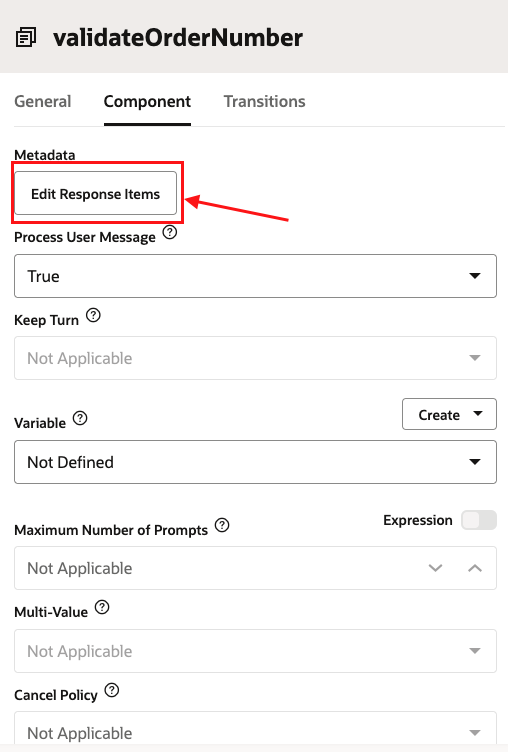 validateOrderNumber
General Component Transitions
Metadata
Edit Response Items
Process User Message ?
True
Keep Turn ?
Not Applicable
Variable ? Create
Not Defined
Maximum Number of Prompts ? Expression
Not Applicable
Multi-Value ?
Not Applicable
Cancel Policy ?
Not Applicable